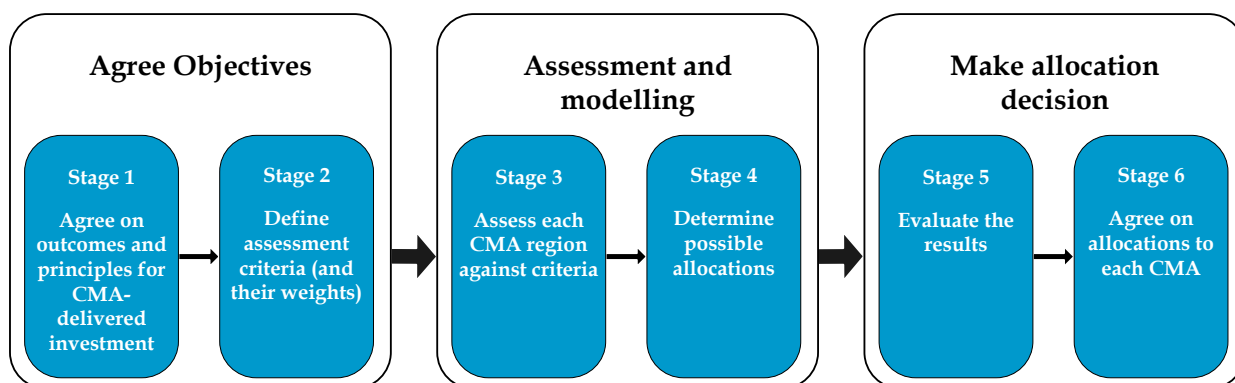 Agree Objectives
Stage 1
Agree on
outcomes and
principles for
CMA-
delivered
investment
Stage 2
Define
assessment
criteria (and
their weights)
Assessment and
modelling
Stage 3
Assess each
CMA region
against criteria
Stage 4
Determine
possible
allocations
Make allocation
decision
Stage 5
Evaluate the
results
Stage 6
Agree on
allocations to
each CMA